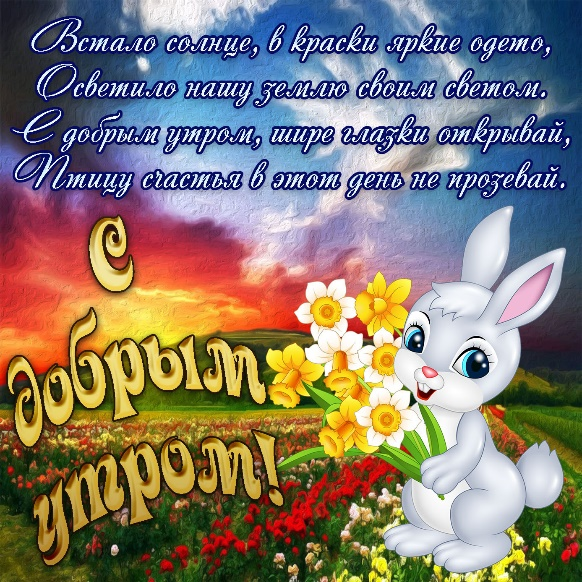 Встало солнце, в краски яркие одето,
Осветило нашу землю своим светом.
С добрым утром, шире глазки открывай,
Птицу счастья в этот день не прозевай.
С
добрым
утром!